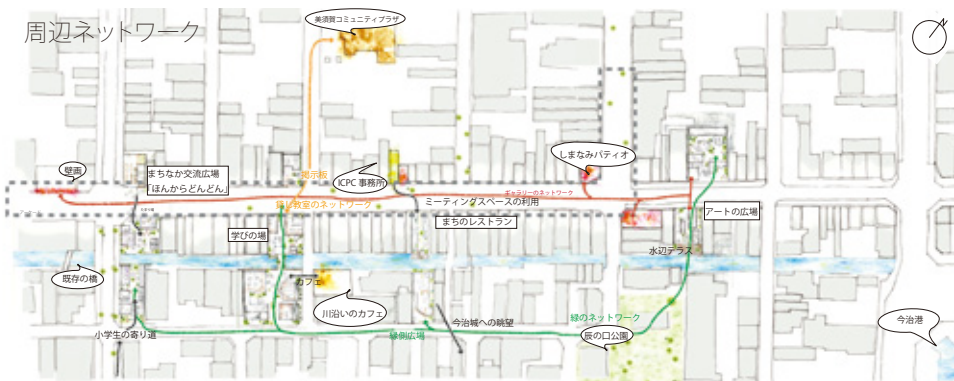 周辺ネットワーク
美須賀コミュニティプラザ
自宅
壁画
まちなか交流広場
「ほんからどんどん」
掲示板
ICPC 事務所
しまなみパティオ
ギャラリーのネットワーク
貸し教室のネットワーク
ミーティングスペースの利用
まちのレストラン
アートの広場
学びの場
水辺テラス
既存の橋
カフェ
川沿いのカフェ
小学生の寄り道
縁側広場
今治城への眺望
緑のネットワーク
辰の口公園
今治港